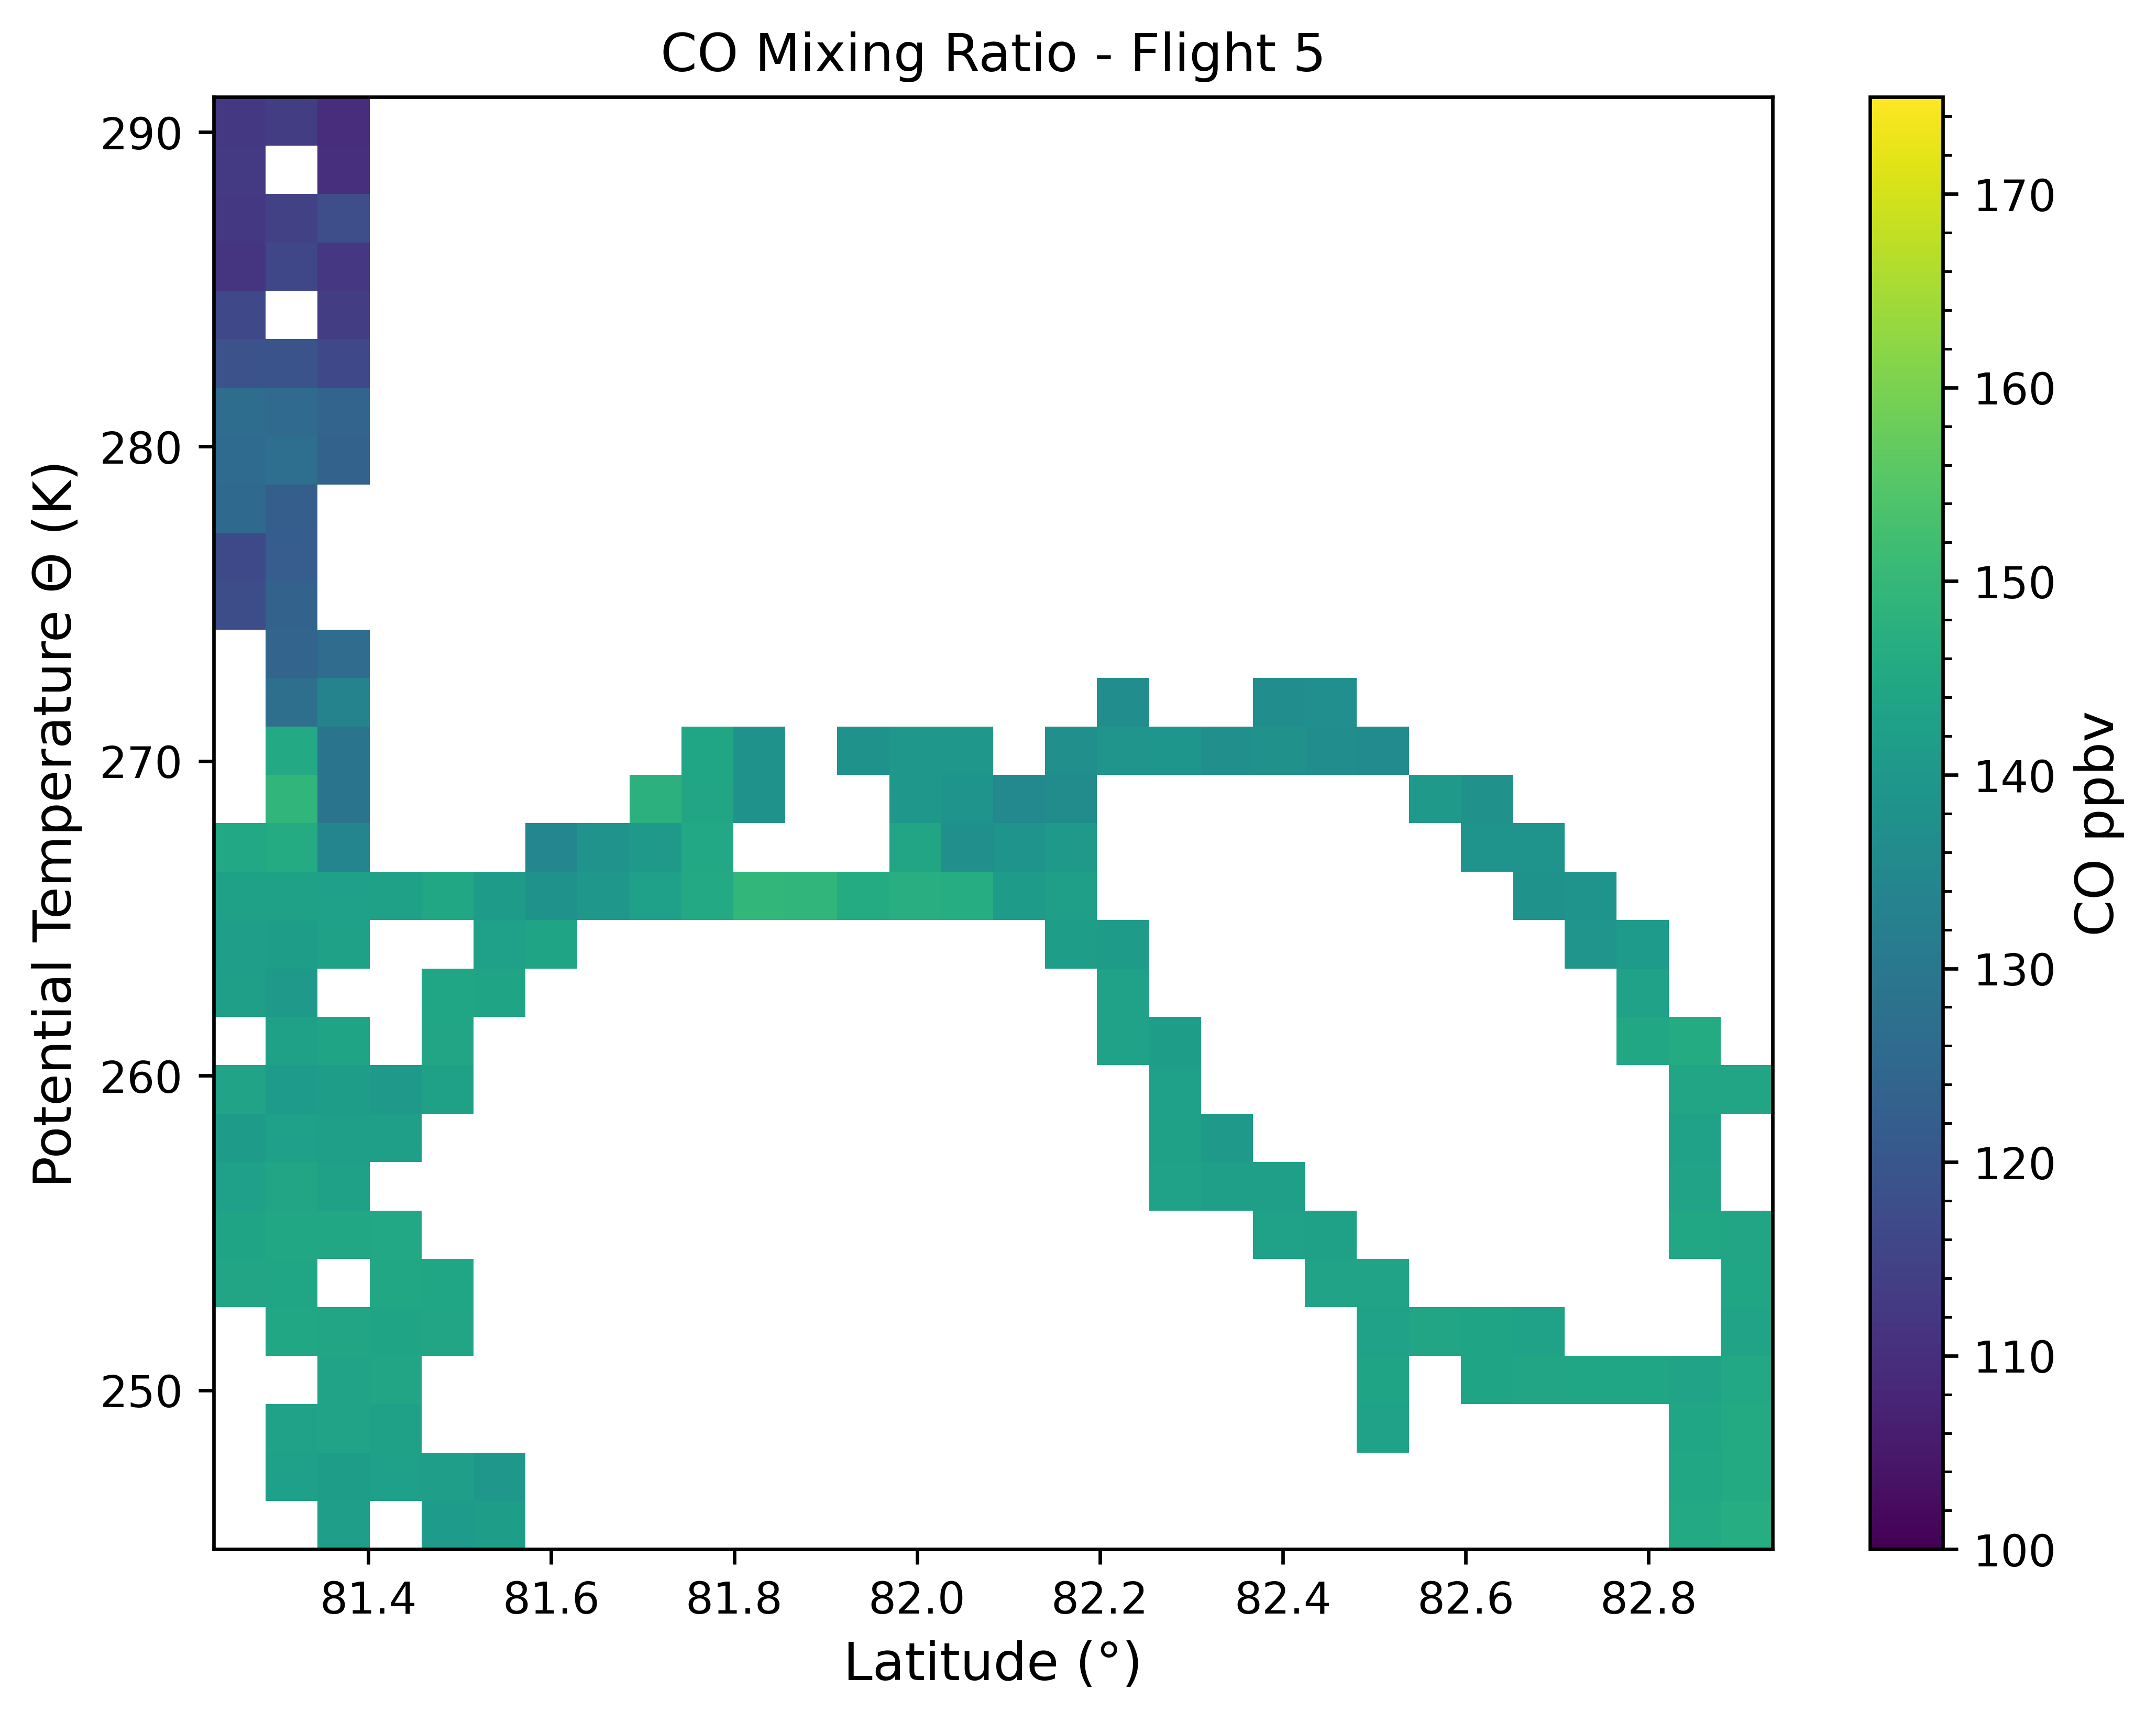 CO Mixing Ratio - Flight 5
Potential Temperature Θ (K)
290
280
270
260
250
81.4 81.6 81.8 82.0 82.2 82.4 82.6 82.8
Latitude (°)
170
160
150
140
130
120
110
100
CO ppbv